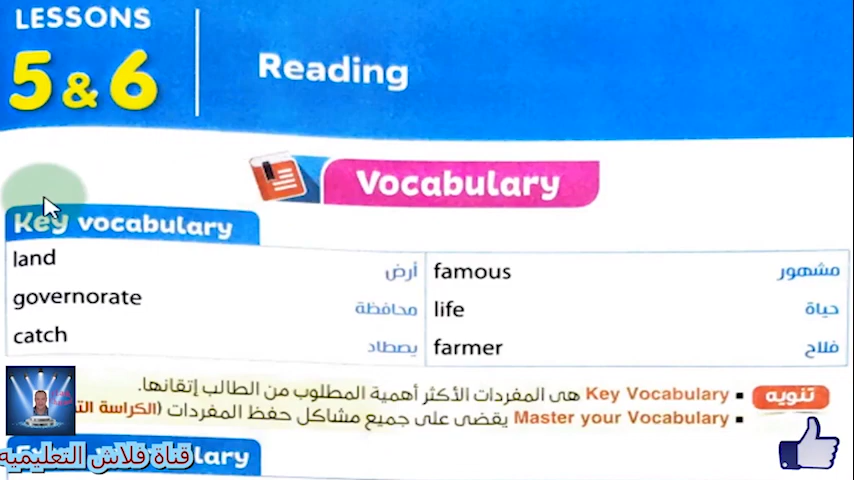 LESSONS
5 & 6
Reading
Vocabulary
Key vocabulary
land أرض
governorate محافظة
catch يصطاد
famous مشهور
life حياة
farmer فلاح
تنويه
▪ Key Vocabulary هى المفردات الأكثر أهمية المطلوب من الطالب إتقانها.
▪ Master your Vocabulary يقضى على جميع مشاكل حفظ المفردات (الكراسة
قناة فلاش التعليمية